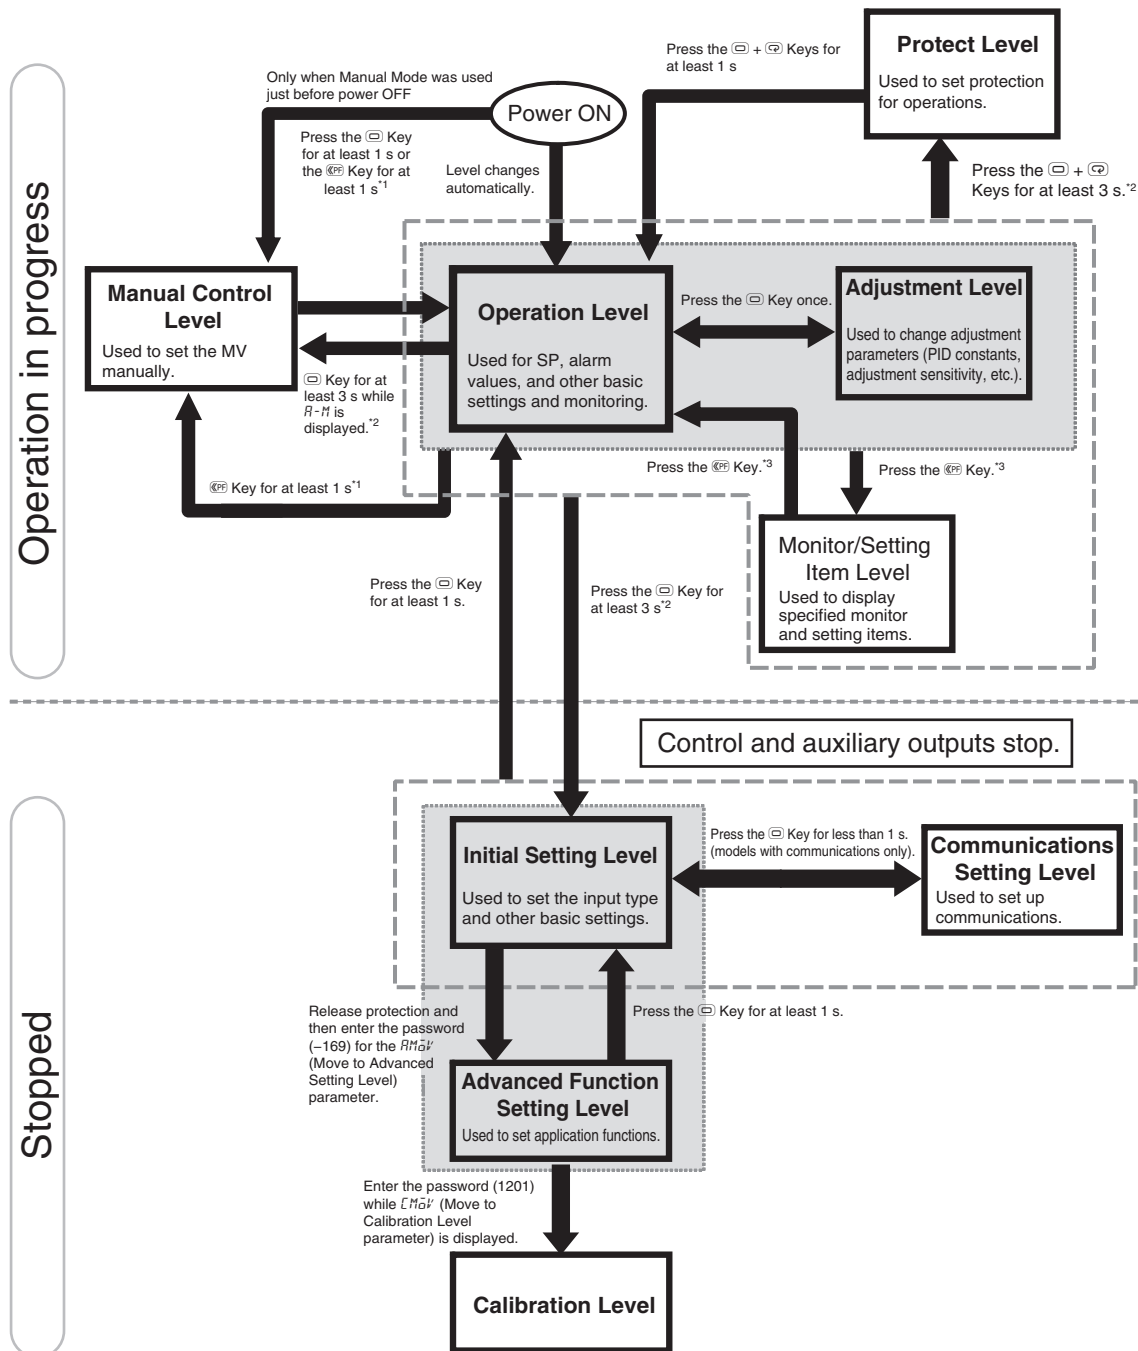 Operation in progress
Power ON
Only when Manual Mode was used
just before power OFF
Press the Key
for at least 1 s or
the PF Key for at
least 1 s*1
Level changes
automatically.
Press the + Keys for
at least 1 s
Protect Level
Used to set protection
for operations.
Press the +
Keys for at least 3 s.*2
Manual Control
Level
Used to set the MV
manually.
Key for at
least 3 s while
A-M is
displayed.*2
PF Key for at least 1 s*1
Operation Level
Used for SP, alarm
values, and other basic
settings and monitoring.
Press the Key once.
Adjustment Level
Used to change adjustment
parameters (PID constants,
adjustment sensitivity, etc.).
Press the PF Key.*3
Press the PF Key.*3
Monitor/Setting
Item Level
Used to display
specified monitor
and setting items.
Press the Key
for at least 1 s.
Press the Key for
at least 3 s*2
Control and auxiliary outputs stop.
Stopped
Initial Setting Level
Used to set the input type
and other basic settings.
Press the Key for less than 1 s.
(models with communications only).
Communications
Setting Level
Used to set up
communications.
Release protection and
then enter the password
(–169) for the AMoV
(Move to Advanced
Setting Level)
parameter.
Press the Key for at least 1 s.
Advanced Function
Setting Level
Used to set application functions.
Enter the password (1201)
while CMoV (Move to
Calibration Level
parameter) is displayed.
Calibration Level